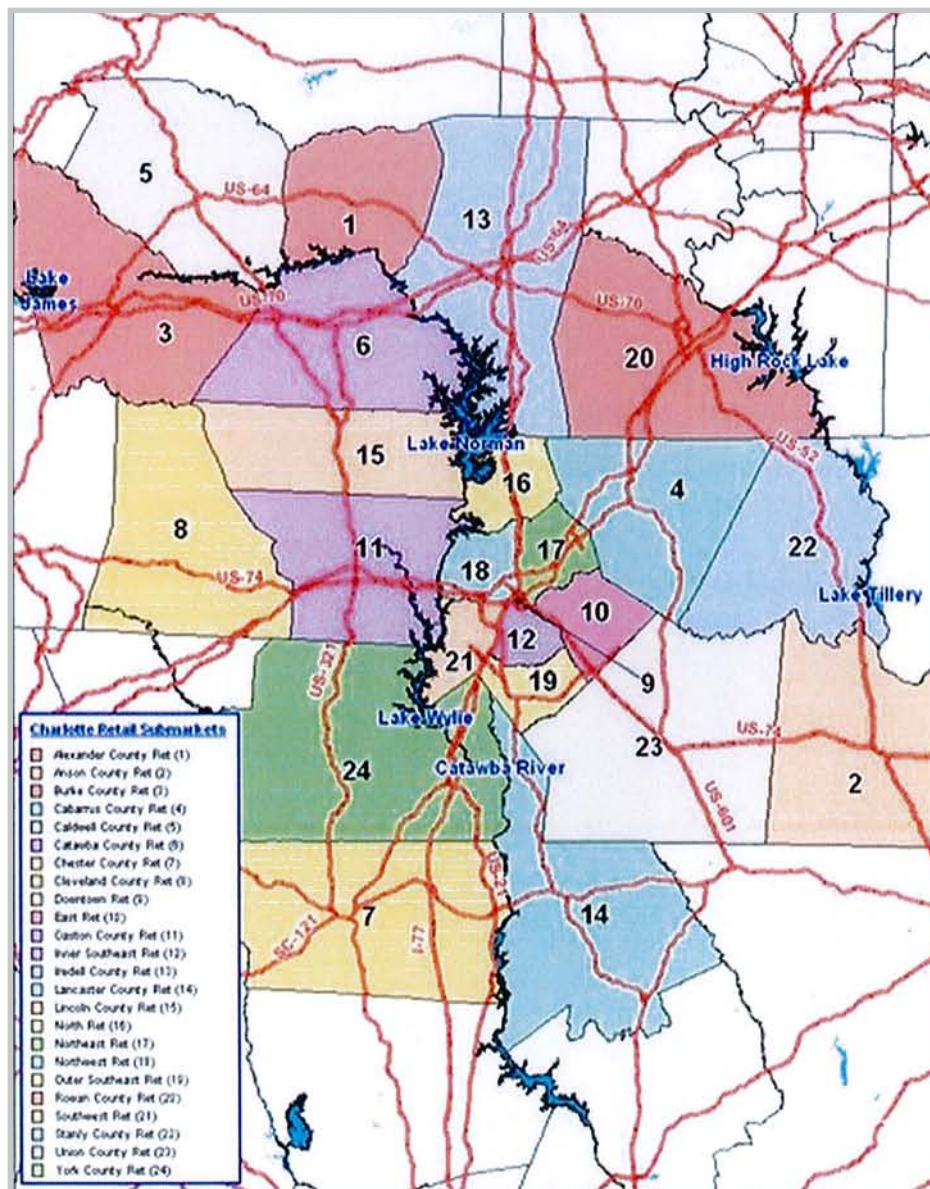 5
US-64
1
13
US-64
Lake
James
US-70
3
6
US-70
20
High Rock Lake
Lake Norman
15
16
US-52
4
8
17
22
11
18
US-74
Lake Tillery
10
12
21
19
9
US-321
Lake Wylie
23
US-74
24
Catawba River
2
US-601
US-21
7
14
SC-121
I-77
Charlotte Retail Submarkets
Alexander County Ret (1)
Anson County Ret (2)
Burke County Ret (3)
Cabarrus County Ret (4)
Caldwell County Ret (5)
Catawba County Ret (6)
Chester County Ret (7)
Cleveland County Ret (8)
Downtown Ret (9)
East Ret (10)
Gaston County Ret (11)
Inner Southeast Ret (12)
Iredell County Ret (13)
Lancaster County Ret (14)
Lincoln County Ret (15)
North Ret (16)
Northeast Ret (17)
Northwest Ret (18)
Outer Southeast Ret (19)
Rowan County Ret (20)
Southwest Ret (21)
Stanly County Ret (22)
Union County Ret (23)
York County Ret (24)